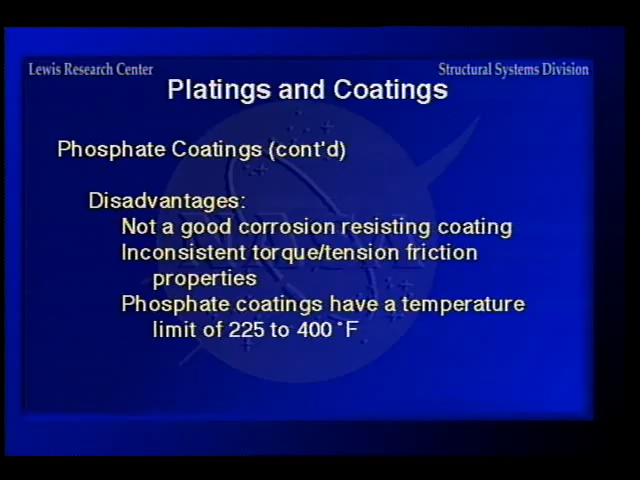 Lewis Research Center
Structural Systems Division
Platings and Coatings
Phosphate Coatings (cont'd)
Disadvantages:
Not a good corrosion resisting coating
Inconsistent torque/tension friction
properties
Phosphate coatings have a temperature
limit of 225 to 400 °F
NASA